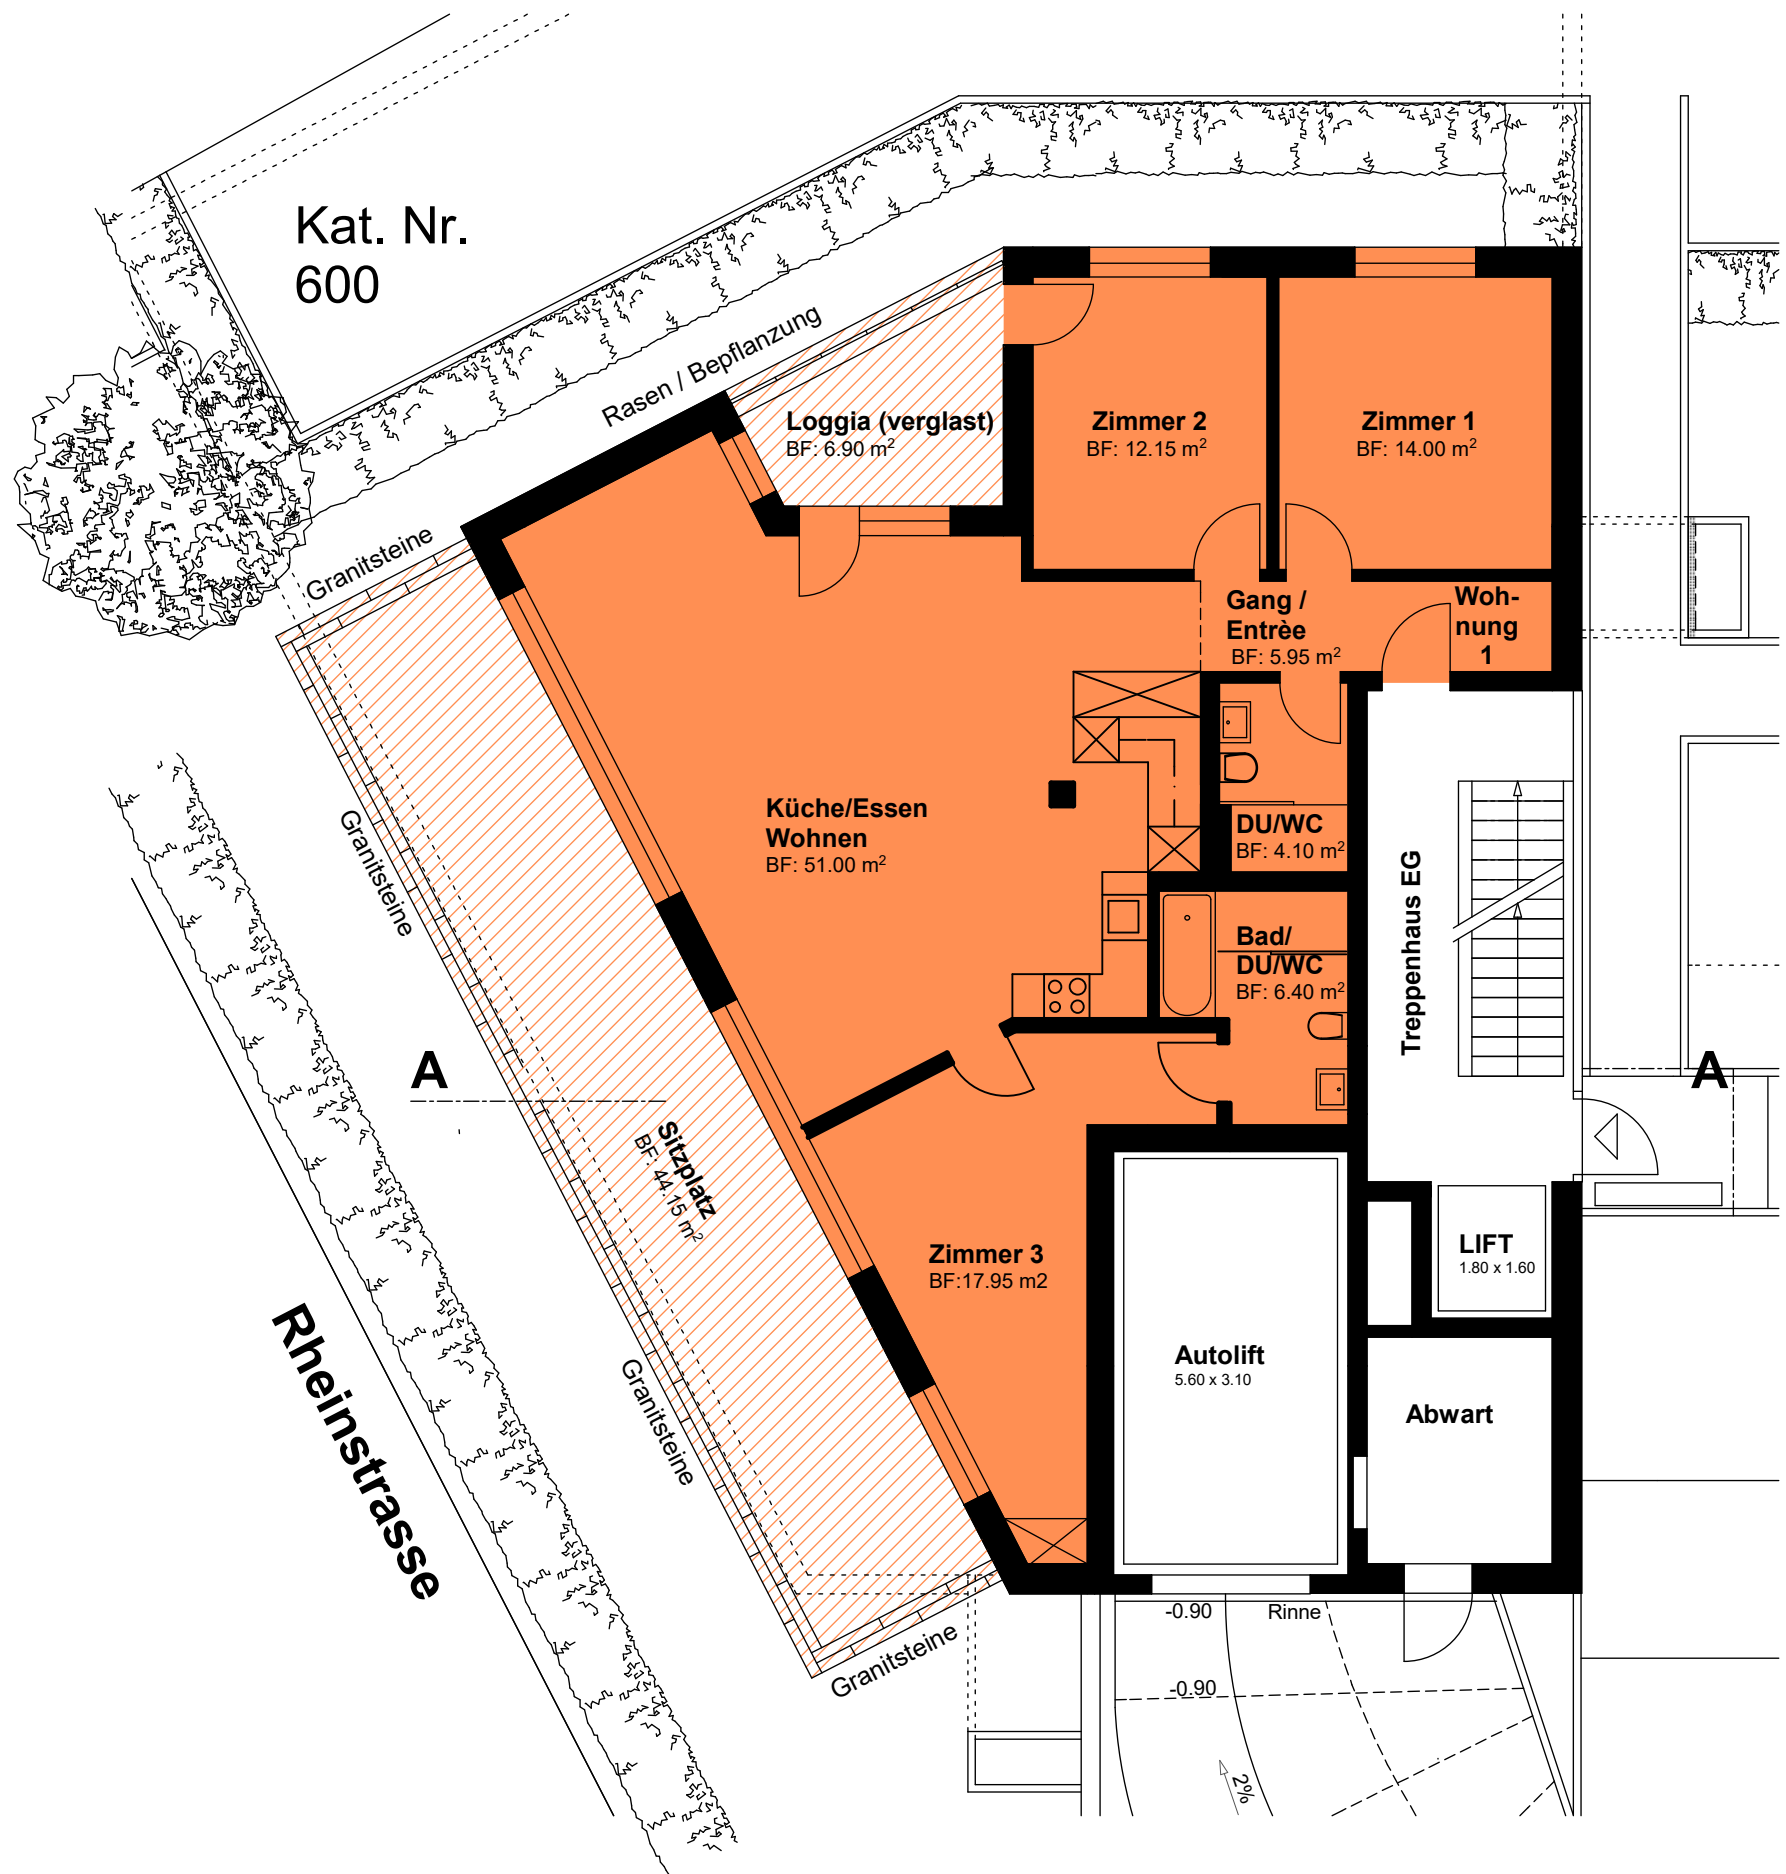 Kat. Nr.
600
Rasen / Bepflanzung
Loggia (verglast)
BF: 6.90 m²
Zimmer 2
BF: 12.15 m²
Zimmer 1
BF: 14.00 m²
Granitsteine
Gang /
Entrèe
BF: 5.95 m²
Woh-
nung
1
Küche/Essen
Wohnen
BF: 51.00 m²
DU/WC
BF: 4.10 m²
Granitsteine
Treppenhaus EG
Bad/
DU/WC
BF: 6.40 m²
A
A
Sitzplatz
BF: 44.15 m²
Zimmer 3
BF:17.95 m2
LIFT
1.80 x 1.60
Rheinstrasse
Granitsteine
Autolift
5.60 x 3.10
Abwart
Granitsteine
-0.90
Rinne
-0.90
2%